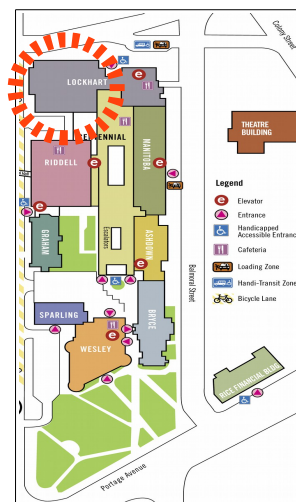 Colony Street
LOCKHART
THEATRE
BUILDING
CENTENNIAL
MANITOBA
RIDDELL
e
e
e
Legend
e Elevator
Entrance
Handicapped
Accessible Entrance
Cafeteria
Loading Zone
Handi-Transit Zone
Bicycle Lane
GRAHAM
Escalators
ASHDOWN
e
e
Balmoral Street
SPARLING
BRYCE
WESLEY
e
RICE FINANCIAL BLDG
Portage Avenue